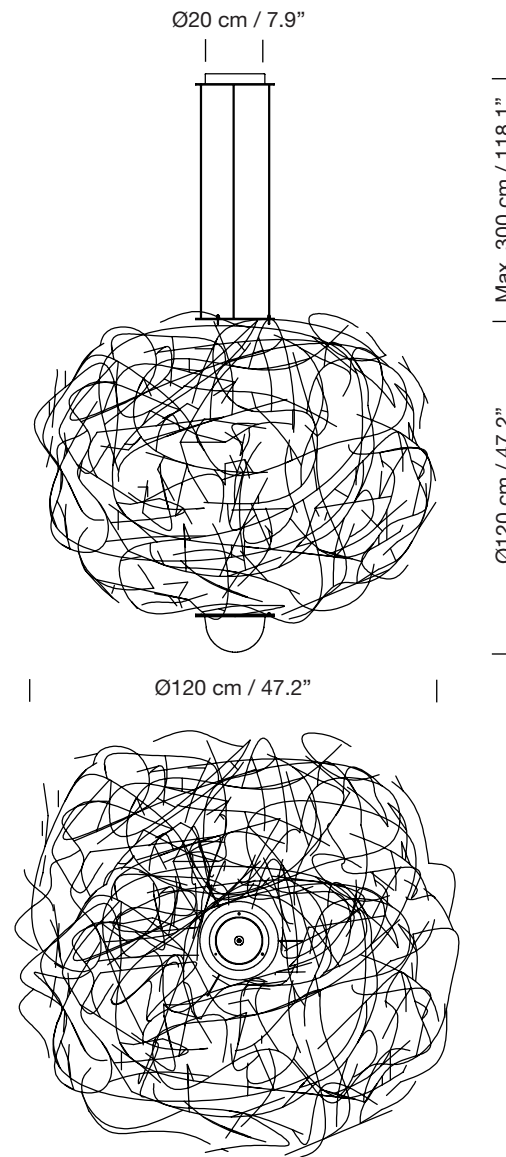 Ø20 cm / 7.9”
Max. 300 cm / 118.1”
Ø120 cm / 47.2”
Ø120 cm / 47.2”